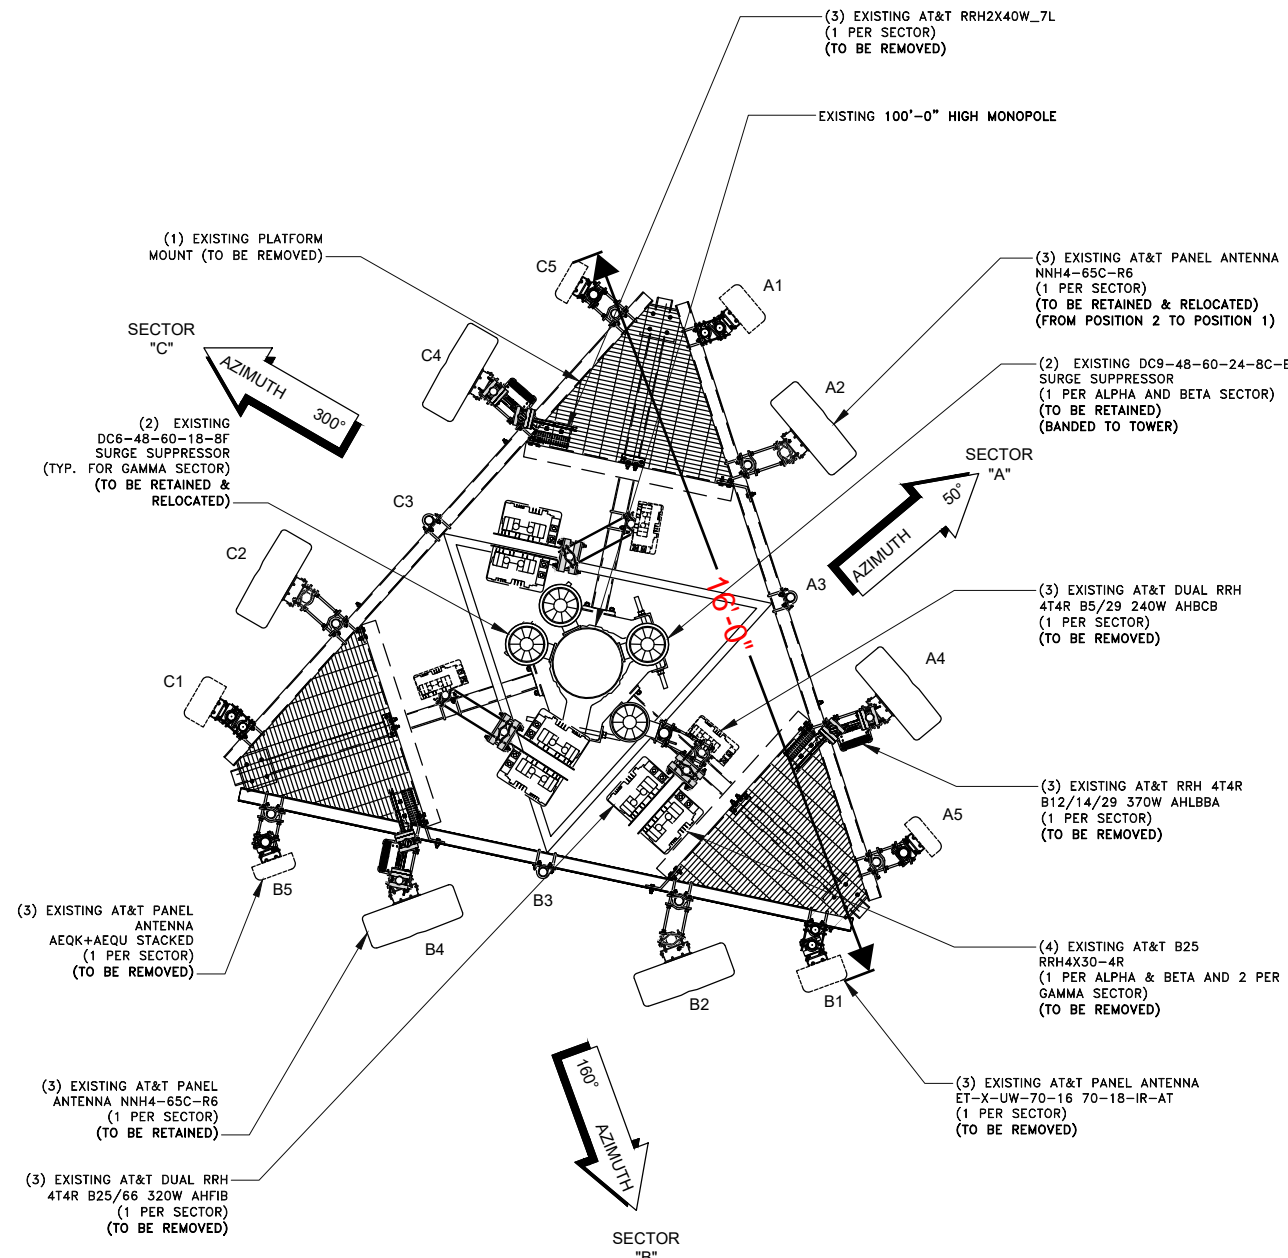 (3) EXISTING AT&T RRH2X40W_7L
(1 PER SECTOR)
(TO BE REMOVED)
EXISTING 100'-0" HIGH MONOPOLE
(1) EXISTING PLATFORM
MOUNT (TO BE REMOVED)
C5
A1
(3) EXISTING AT&T PANEL ANTENNA
NNH4-65C-R6
(1 PER SECTOR)
(TO BE RETAINED & RELOCATED)
(FROM POSITION 2 TO POSITION 1)
SECTOR
"C"
AZIMUTH
300°
C4
A2
(2) EXISTING DC9-48-60-24-8C-E
SURGE SUPPRESSOR
(1 PER ALPHA AND BETA SECTOR)
(TO BE RETAINED)
(BANDED TO TOWER)
(2) EXISTING
DC6-48-60-18-8F
SURGE SUPPRESSOR
(TYP. FOR GAMMA SECTOR)
(TO BE RETAINED &
RELOCATED)
SECTOR
"A"
AZIMUTH
50°
C3
C2
A3
16'-0"
(3) EXISTING AT&T DUAL RRH
4T4R B5/29 240W AHBCB
(1 PER SECTOR)
(TO BE REMOVED)
C1
A4
(3) EXISTING AT&T RRH 4T4R
B12/14/29 370W AHLBBA
(1 PER SECTOR)
(TO BE REMOVED)
A5
B5
B3
(3) EXISTING AT&T PANEL
ANTENNA
AEQK+AEQU STACKED
(1 PER SECTOR)
(TO BE REMOVED)
B4
B2
B1
(4) EXISTING AT&T B25
RRH4X30-4R
(1 PER ALPHA & BETA AND 2 PER
GAMMA SECTOR)
(TO BE REMOVED)
(3) EXISTING AT&T PANEL
ANTENNA NNH4-65C-R6
(1 PER SECTOR)
(TO BE RETAINED)
160°
AZIMUTH
(3) EXISTING AT&T PANEL ANTENNA
ET-X-UW-70-16 70-18-IR-AT
(1 PER SECTOR)
(TO BE REMOVED)
(3) EXISTING AT&T DUAL RRH
4T4R B25/66 320W AHFIB
(1 PER SECTOR)
(TO BE REMOVED)
SECTOR
"B"